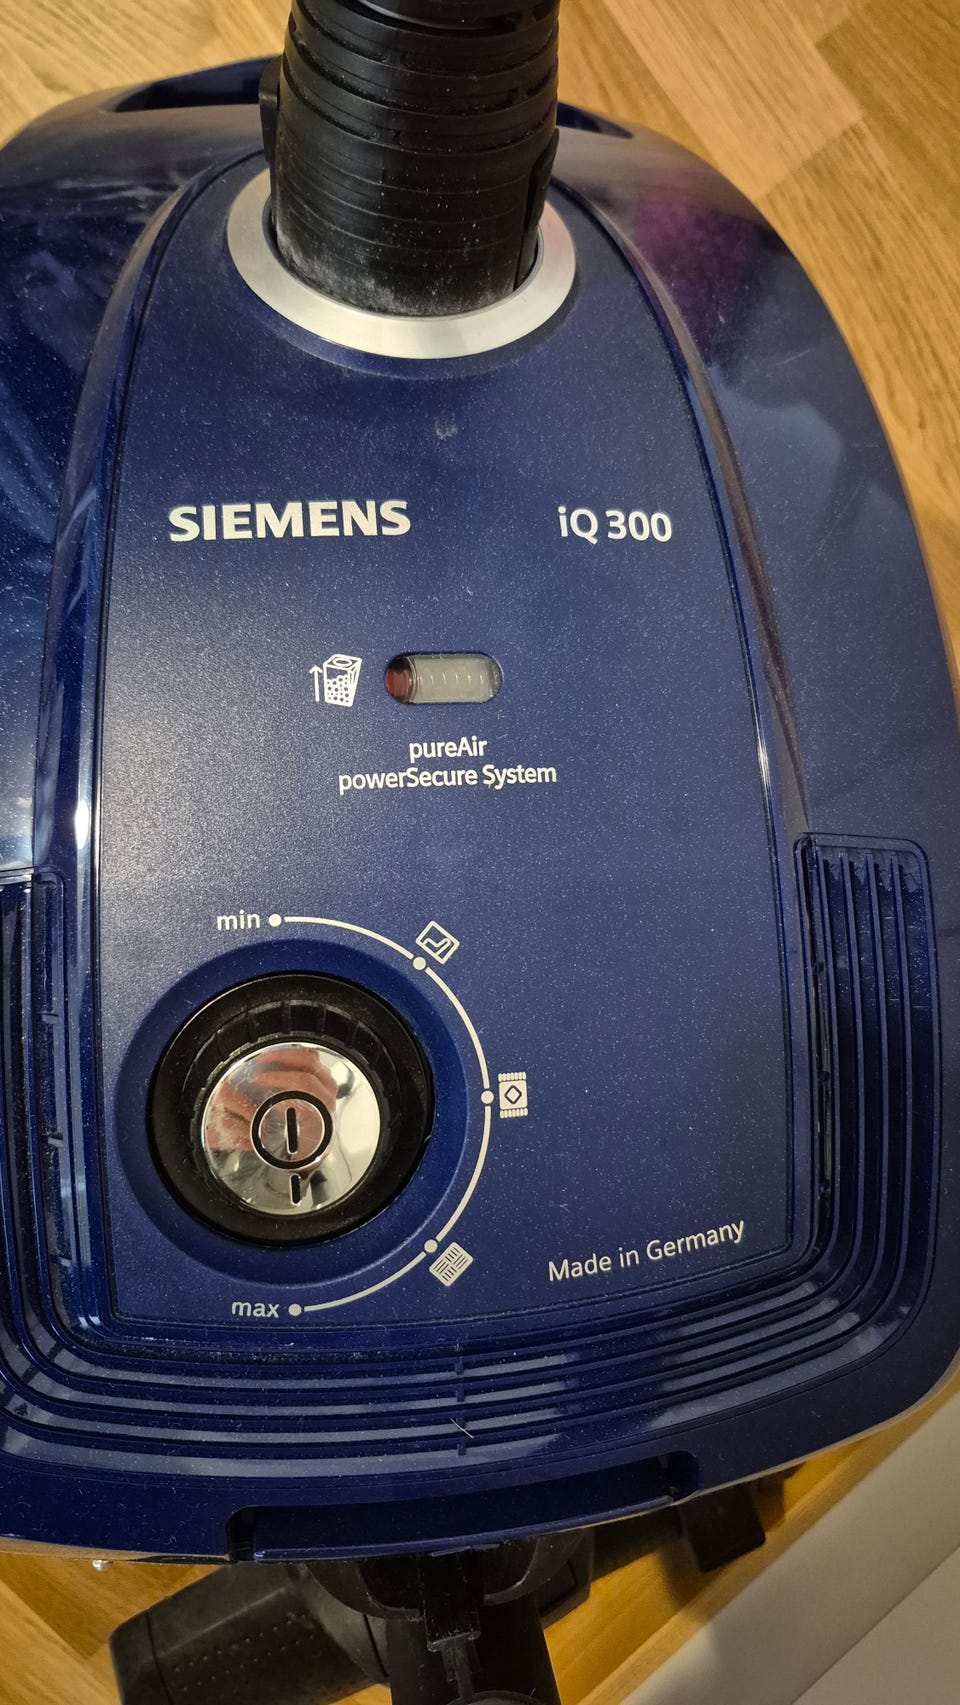 SIEMENS
iQ 300
pureAir
powerSecure System
min
max
Made in Germany